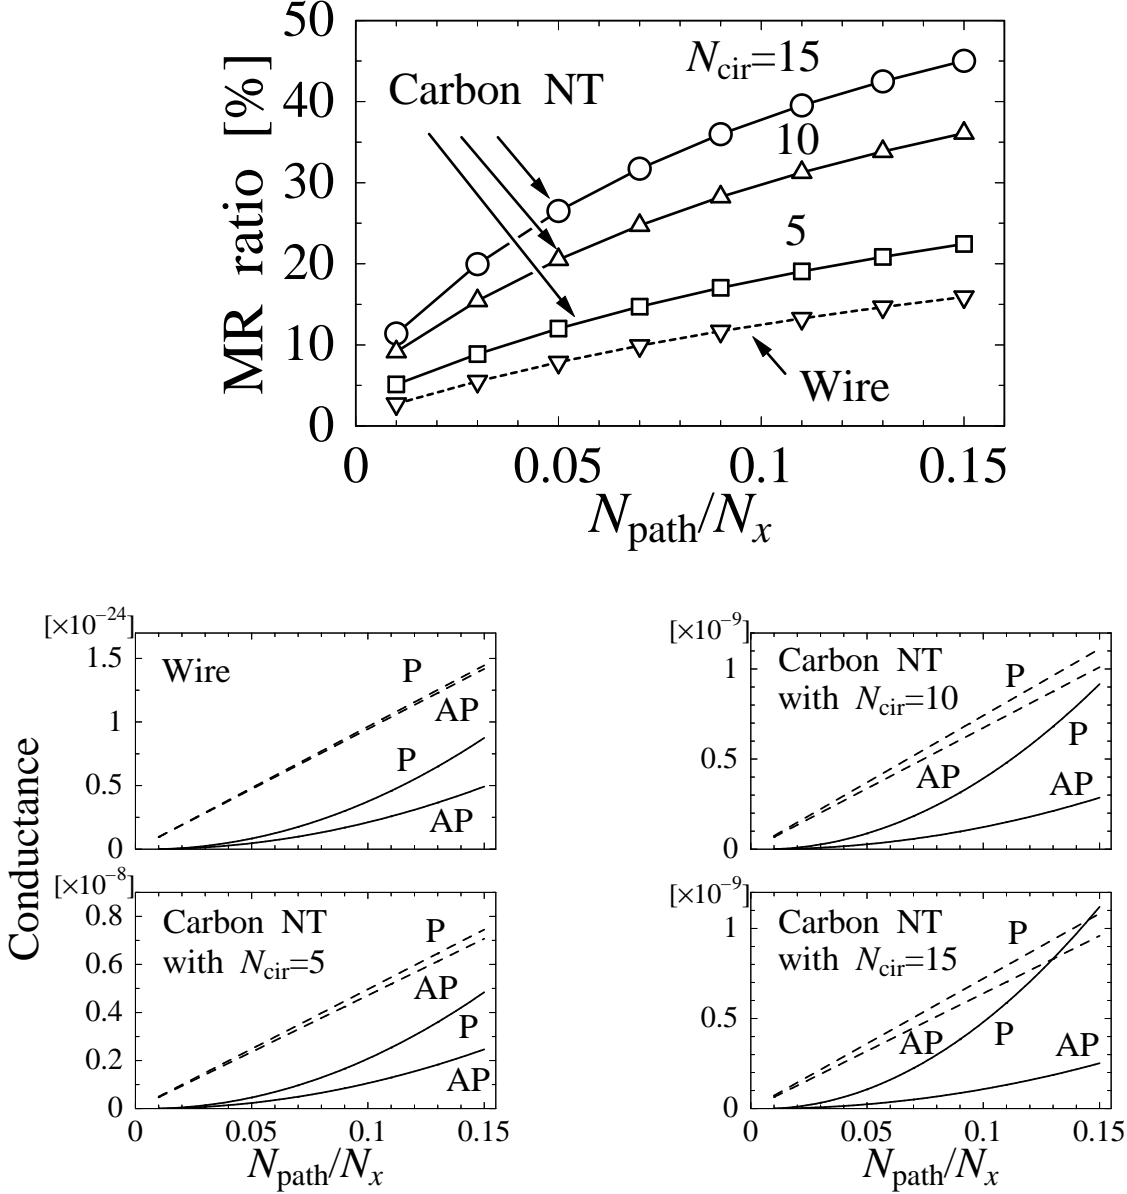 50
40
30
20
10
0
MR ratio [%]
Carbon NT
N_cir=15
10
5
Wire
0
0.05
0.1
0.15
N_path/N_x
Conductance
[×10^−24]
1.5
1
0.5
0
Wire
P
AP
P
AP
[×10^−9]
1
0.5
0
Carbon NT
with N_cir=10
P
AP
P
AP
[×10^−8]
0.8
0.6
0.4
0.2
0
Carbon NT
with N_cir=5
P
AP
P
AP
0
0.05
0.1
0.15
N_path/N_x
[×10^−9]
1
0.5
0
Carbon NT
with N_cir=15
P
AP
P
AP
0
0.05
0.1
0.15
N_path/N_x